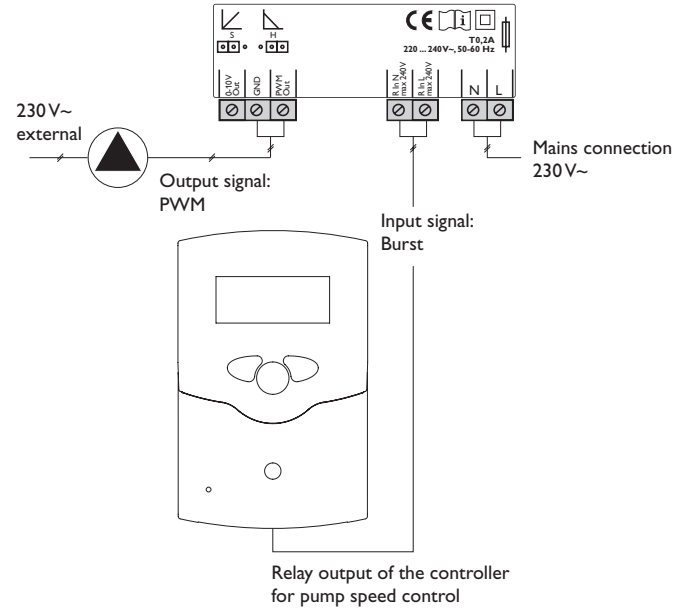 S
H
CE i
T0,2A
220 ... 240V~, 50-60 Hz
0-10V
Out
GND
PWM
Out
R In N
max 240V
R In L
max 240V
N
L
230 V~
external
Output signal:
PWM
Mains connection
230 V~
Input signal:
Burst
Relay output of the controller
for pump speed control